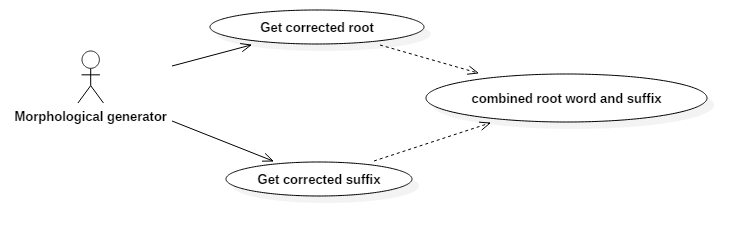 Get corrected root
combined root word and suffix
Morphological generator
Get corrected suffix